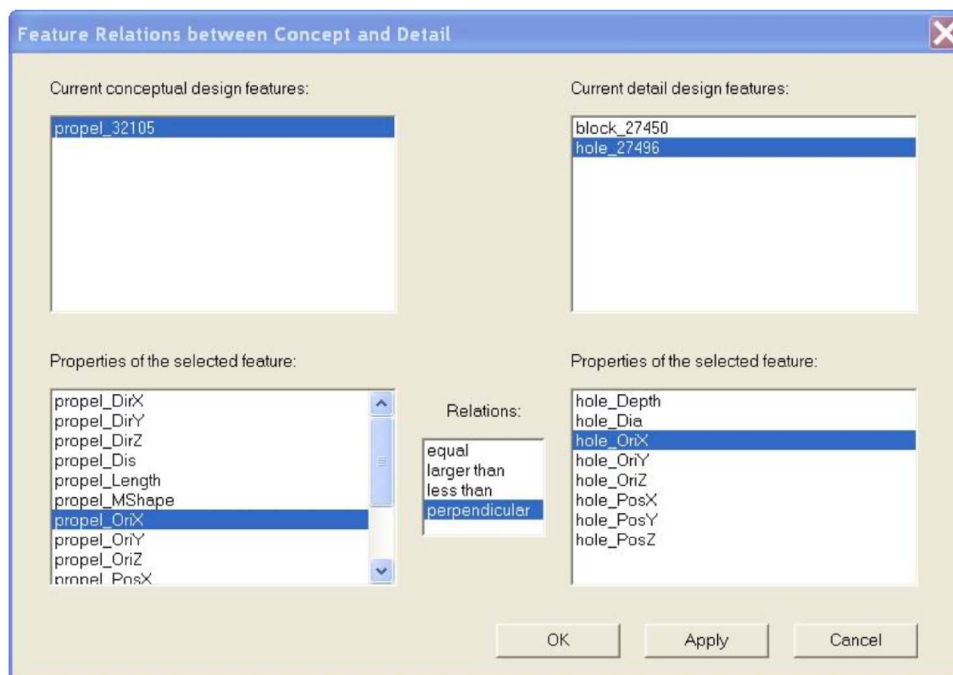 Feature Relations between Concept and Detail
Current conceptual design features:
propel_32105
Current detail design features:
block_27450
hole_27496
Properties of the selected feature:
propel_DirX
propel_DirY
propel_DirZ
propel_Dis
propel_Length
propel_MShape
propel_OriX
propel_OriY
propel_OriZ
propel_PosX
Relations:
equal
larger than
less than
perpendicular
Properties of the selected feature:
hole_Depth
hole_Dia
hole_OriX
hole_OriY
hole_OriZ
hole_PosX
hole_PosY
hole_PosZ
OK
Apply
Cancel